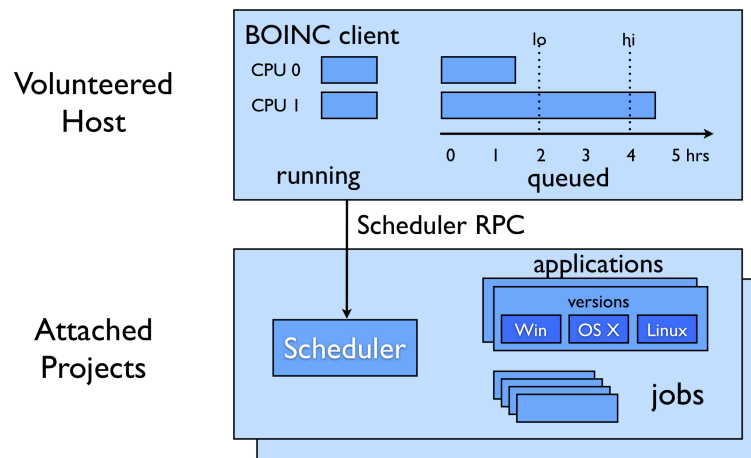 BOINC client
Volunteered
Host
CPU 0
CPU 1
lo
hi
0 1 2 3 4 5 hrs
running
queued
Scheduler RPC
Attached
Projects
applications
versions
Win OS X Linux
Scheduler
jobs